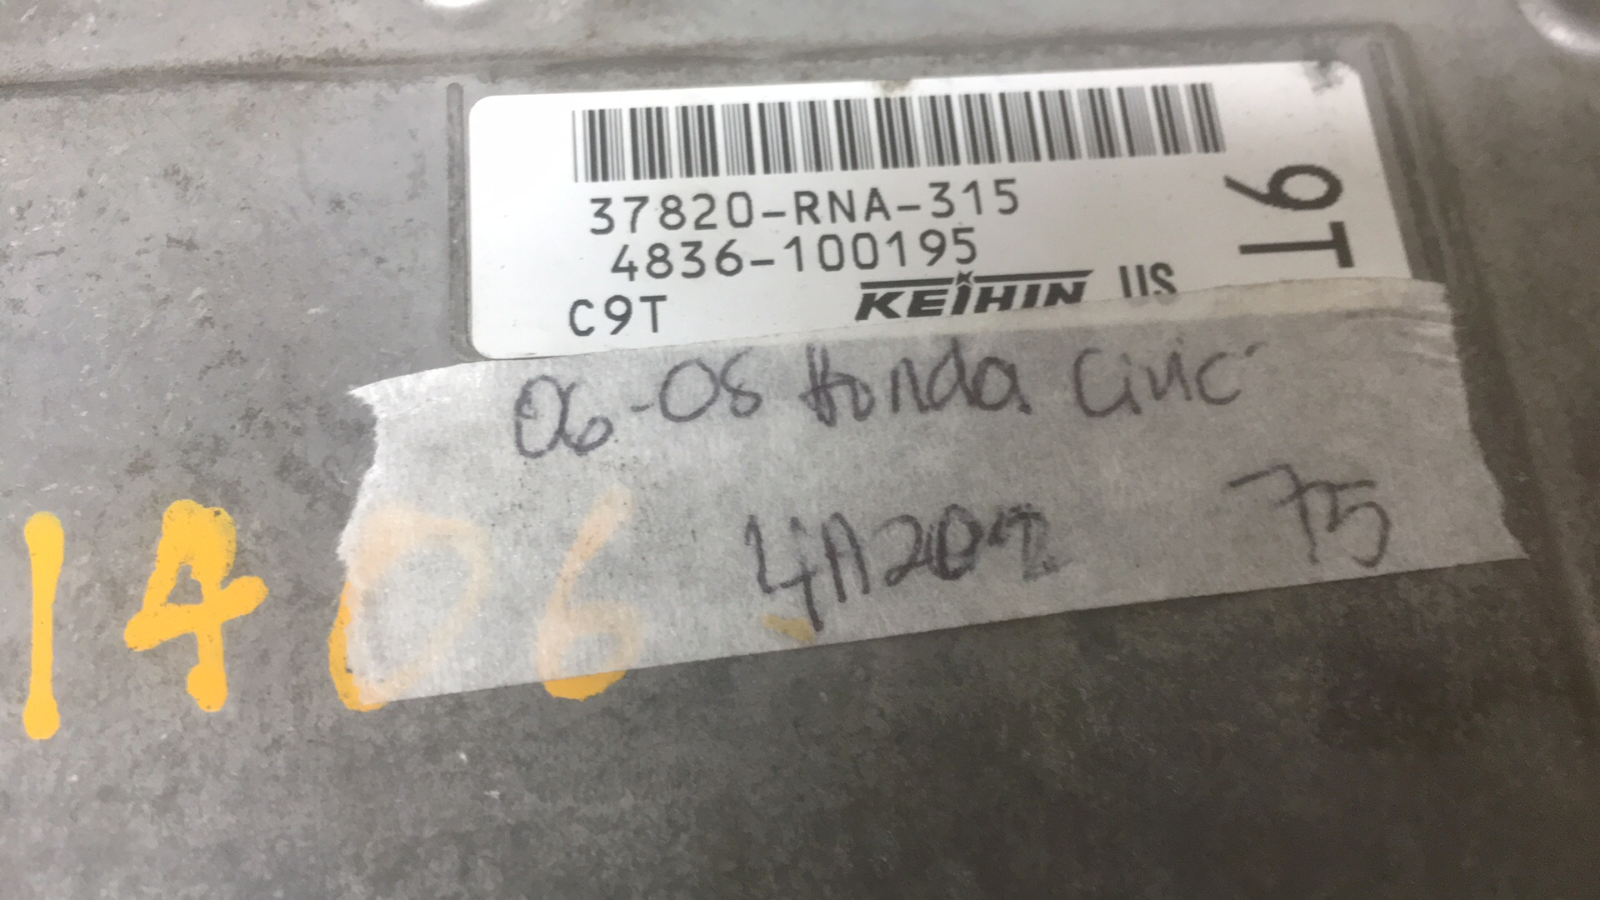 37820-RNA-315
4836-100195
C9T
KEIHIN US
9T
06-08 Honda Civic
75
1406